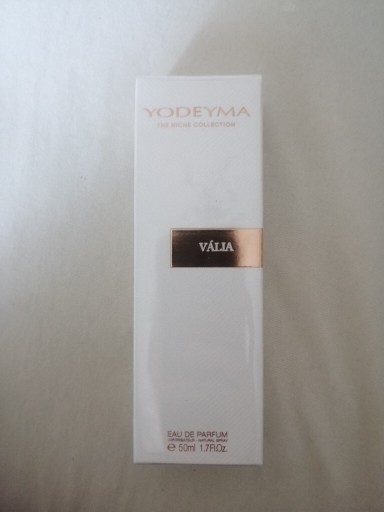 YODEYMA
THE NICHE COLLECTION
VÁLIA
EAU DE PARFUM
VAPORISATEUR - NATURAL SPRAY
℮ 50ml 1.7Fl.Oz.